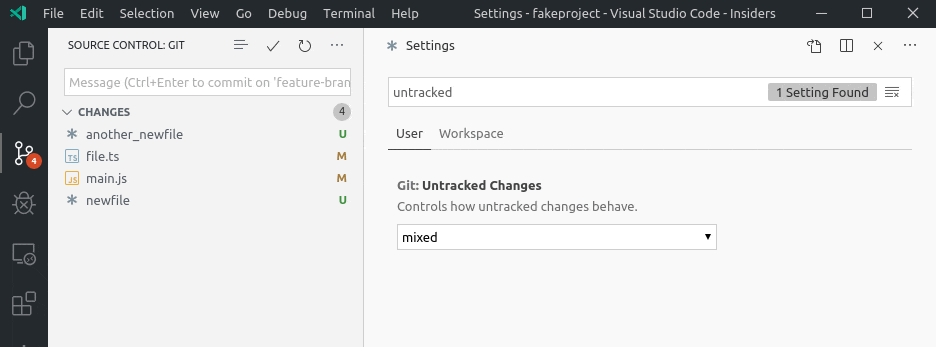 File Edit Selection View Go Debug Terminal Help Settings - fakeproject - Visual Studio Code - Insiders
SOURCE CONTROL: GIT
Message (Ctrl+Enter to commit on 'feature-bran
CHANGES 4
another_newfile U
TS file.ts M
JS main.js M
newfile U
4
Settings
untracked 1 Setting Found
User Workspace
Git: Untracked Changes
Controls how untracked changes behave.
mixed